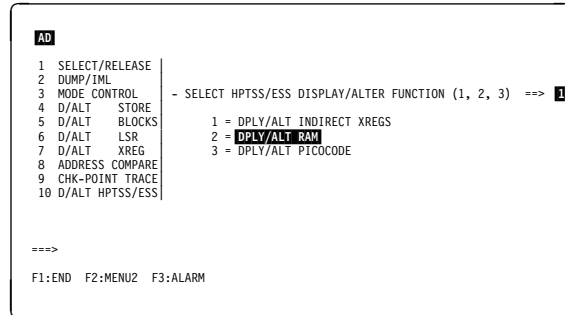 AD
1 SELECT/RELEASE
2 DUMP/IML
3 MODE CONTROL - SELECT HPTSS/ESS DISPLAY/ALTER FUNCTION (1, 2, 3) ==> 1
4 D/ALT STORE
5 D/ALT BLOCKS 1 = DPLY/ALT INDIRECT XREGS
6 D/ALT LSR 2 = DPLY/ALT RAM
7 D/ALT XREG 3 = DPLY/ALT PICOCODE
8 ADDRESS COMPARE
9 CHK-POINT TRACE
10 D/ALT HPTSS/ESS
===>
F1:END F2:MENU2 F3:ALARM